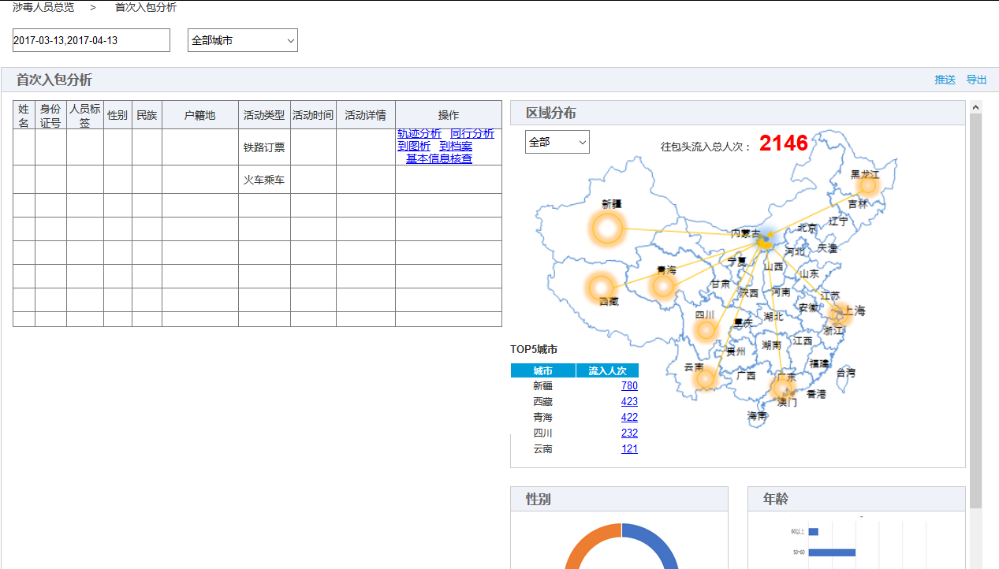 涉毒人员总览 > 首次入包分析
2017-03-13,2017-04-13 全部城市
首次入包分析 推送 导出
姓名 身份证号 人员标签 性别 民族 户籍地 活动类型 活动时间 活动详情 操作
铁路订票 轨迹分析 同行分析
到图析 到档案
基本信息核查
火车乘车
区域分布
全部 往包头流入总人次： 2146
黑龙江
新疆 吉林
辽宁
内蒙古 北京
河北 天津
宁夏 山西
青海 山东
甘肃 陕西 河南 江苏
西藏 安徽
四川 重庆 湖北 上海
浙江
贵州 湖南 江西
云南 广西 广东 福建 台湾
澳门 香港
海南
TOP5城市
城市 流入人次
新疆 780
西藏 423
青海 422
四川 232
云南 121
性别 年龄
60以上
50~60